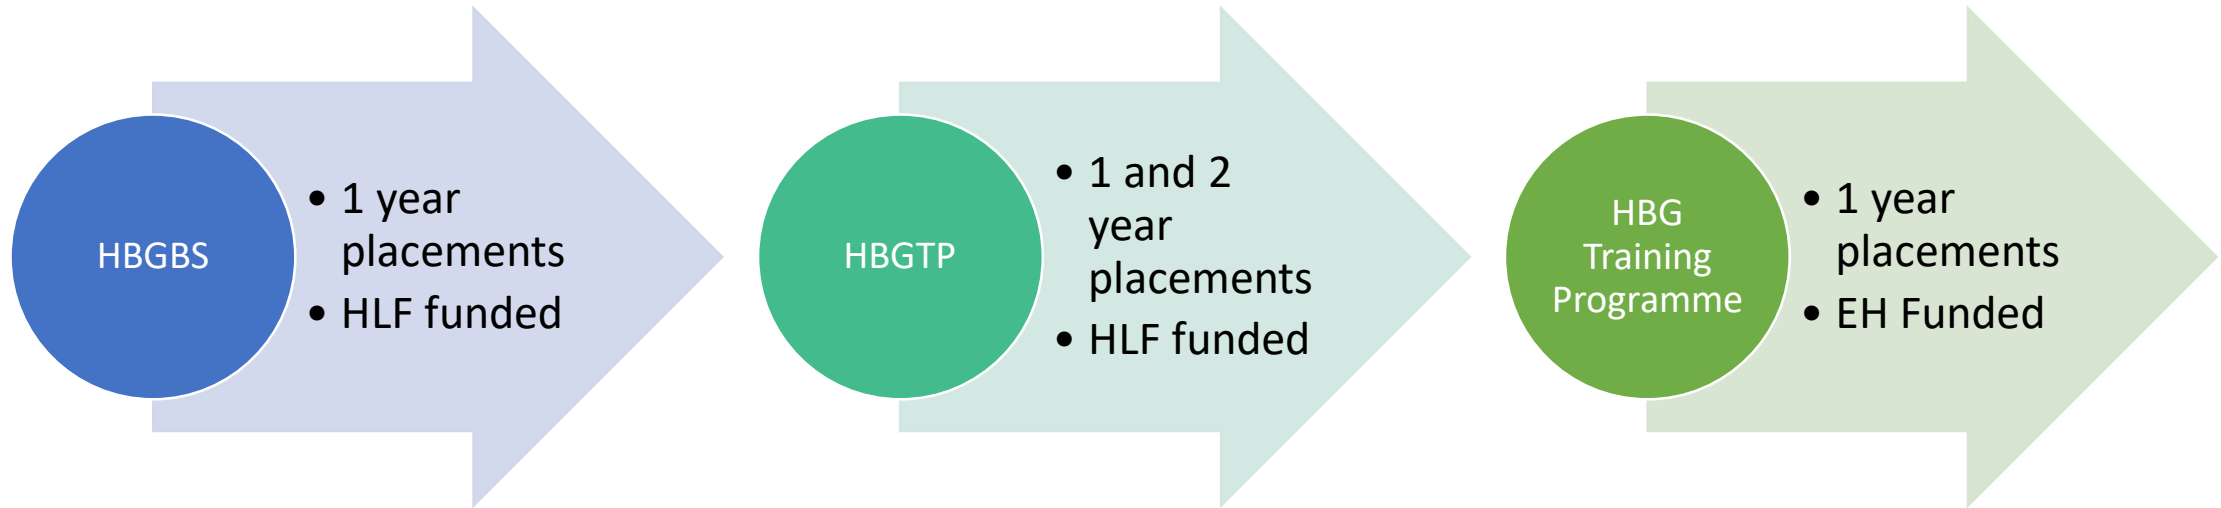 HBGBS
• 1 year
placements
• HLF funded
HBGTP
• 1 and 2
year
placements
• HLF funded
HBG
Training
Programme
• 1 year
placements
• EH Funded